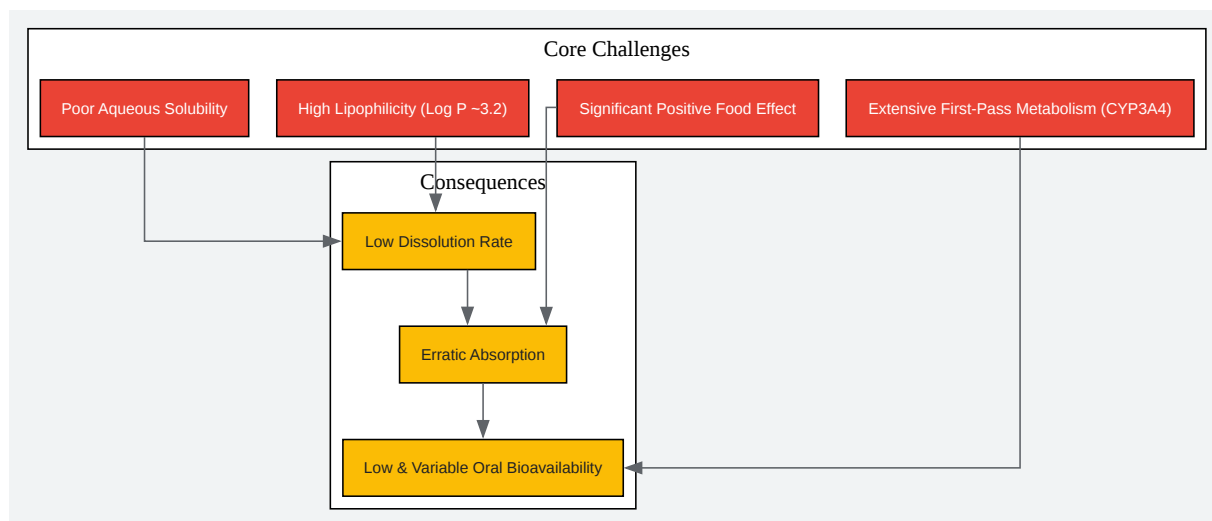 Core Challenges
Poor Aqueous Solubility
High Lipophilicity (Log P ~3.2)
Significant Positive Food Effect
Extensive First-Pass Metabolism (CYP3A4)
Consequences
Low Dissolution Rate
Erratic Absorption
Low & Variable Oral Bioavailability